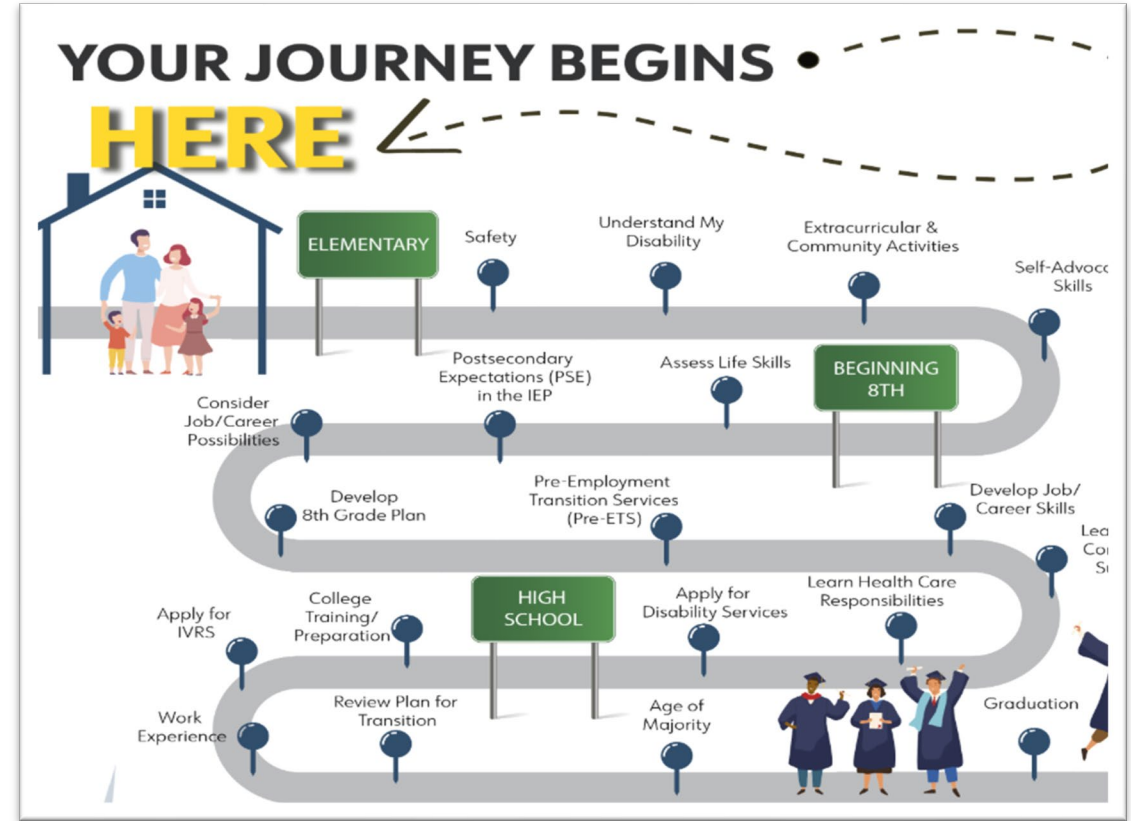 YOUR JOURNEY BEGINS
HERE
ELEMENTARY
Safety
Understand My
Disability
Extracurricular &
Community Activities
Skills
BEGINNING
8TH
Assess Life Skills
Postsecondary
Expectations (PSE)
in the IEP
Consider
Job/Career
Possibilities
Develop
8th Grade Plan
Pre-Employment
Transition Services
(Pre-ETS)
Develop Job/
Career Skills
Learn Health Care
Responsibilities
Apply for
Disability Services
HIGH
SCHOOL
College
Training/
Preparation
Apply for
IVRS
Work
Experience
Review Plan for
Transition
Age of
Majority
Graduation